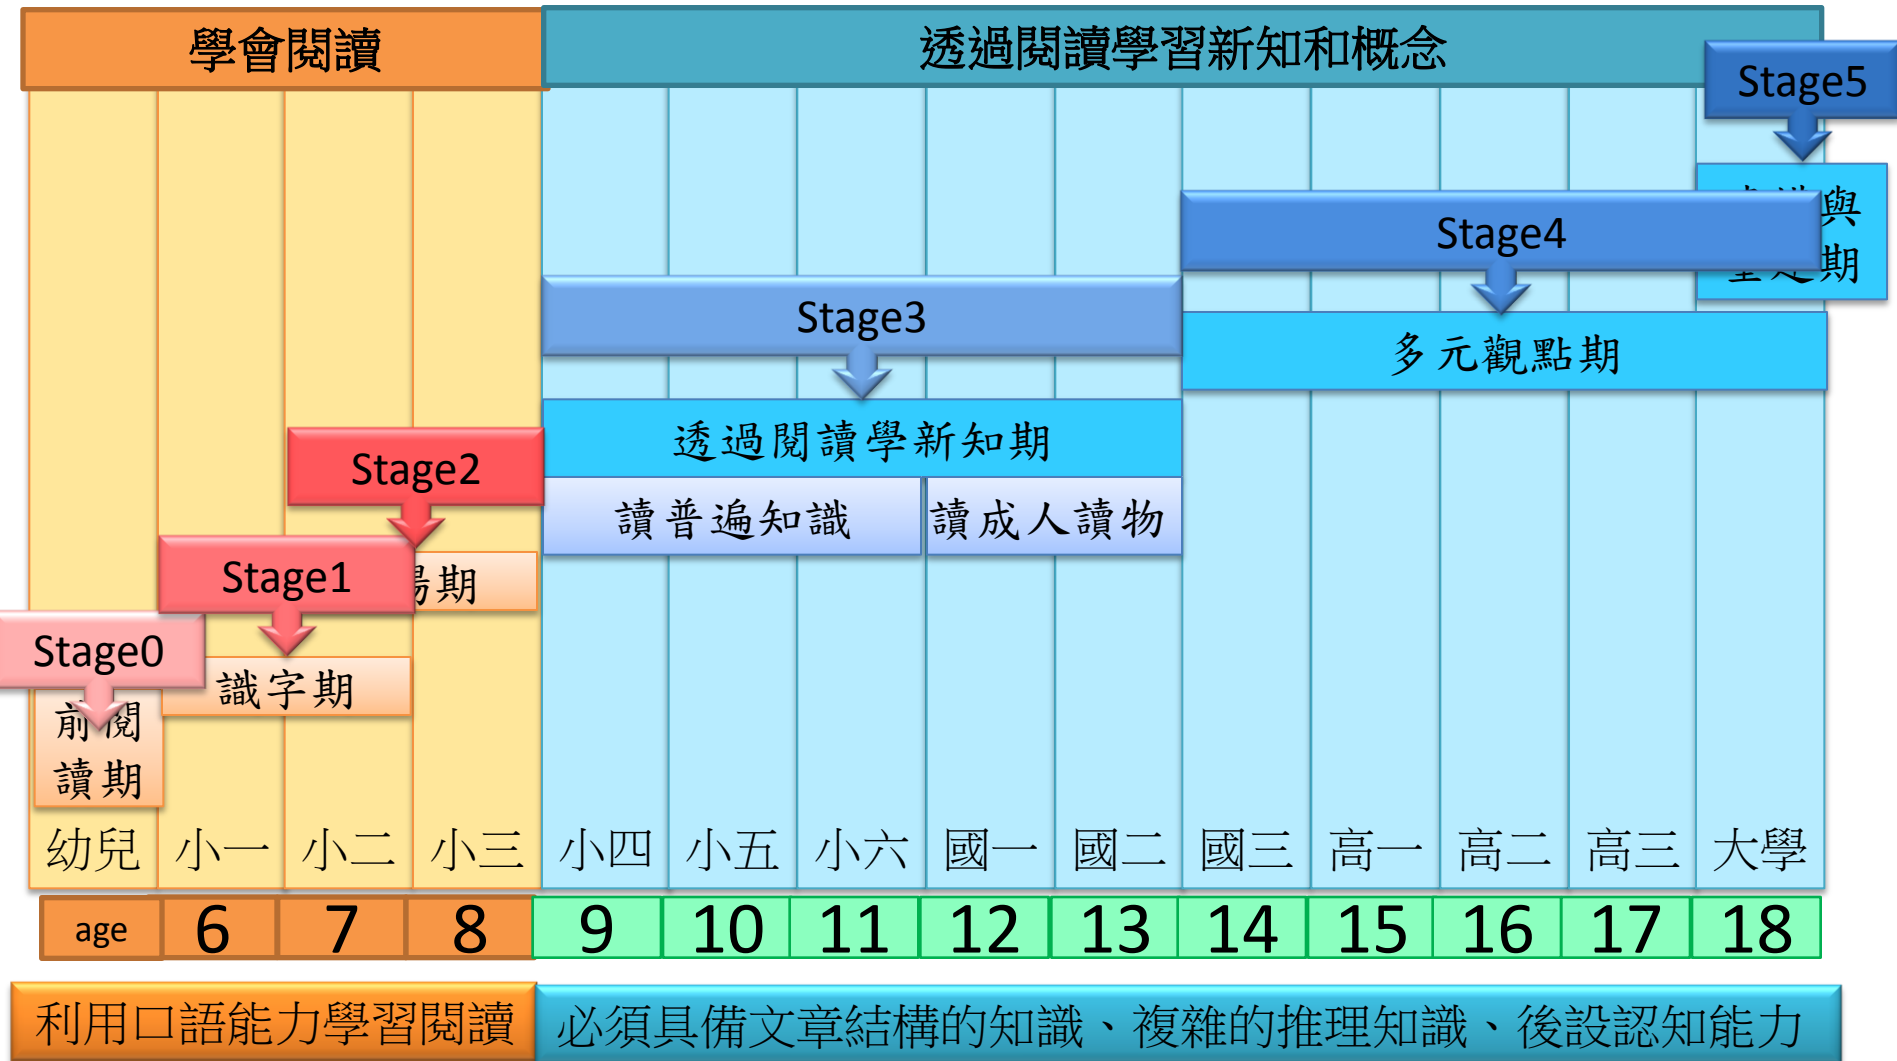 學會閱讀
透過閱讀學習新知和概念
Stage5
與
期
Stage4
多元觀點期
Stage3
透過閱讀學新知期
讀普遍知識
讀成人讀物
Stage2
期
Stage1
識字期
Stage0
前閱
讀期
幼兒 小一 小二 小三 小四 小五 小六 國一 國二 國三 高一 高二 高三 大學
age 6 7 8 9 10 11 12 13 14 15 16 17 18
利用口語能力學習閱讀
必須具備文章結構的知識、複雜的推理知識、後設認知能力